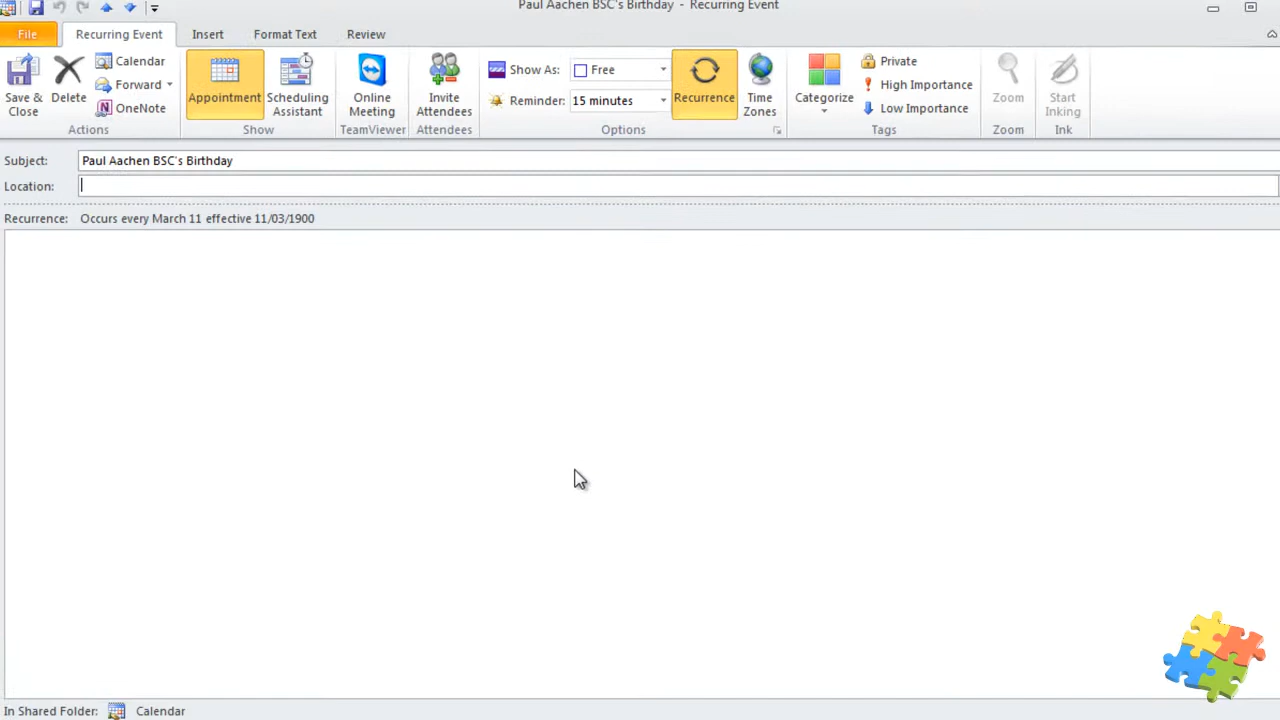 Paul Aachen BSC's Birthday - Recurring Event
File Recurring Event Insert Format Text Review
Save & Close
Delete
Calendar
Forward
OneNote
Actions
Appointment
Scheduling Assistant
Show
Online Meeting
TeamViewer
Invite Attendees
Attendees
Show As: Free
Reminder: 15 minutes
Recurrence
Time Zones
Options
Categorize
Private
High Importance
Low Importance
Tags
Zoom
Zoom
Start Inking
Ink
Subject: Paul Aachen BSC's Birthday
Location:
Recurrence: Occurs every March 11 effective 11/03/1900
In Shared Folder: Calendar